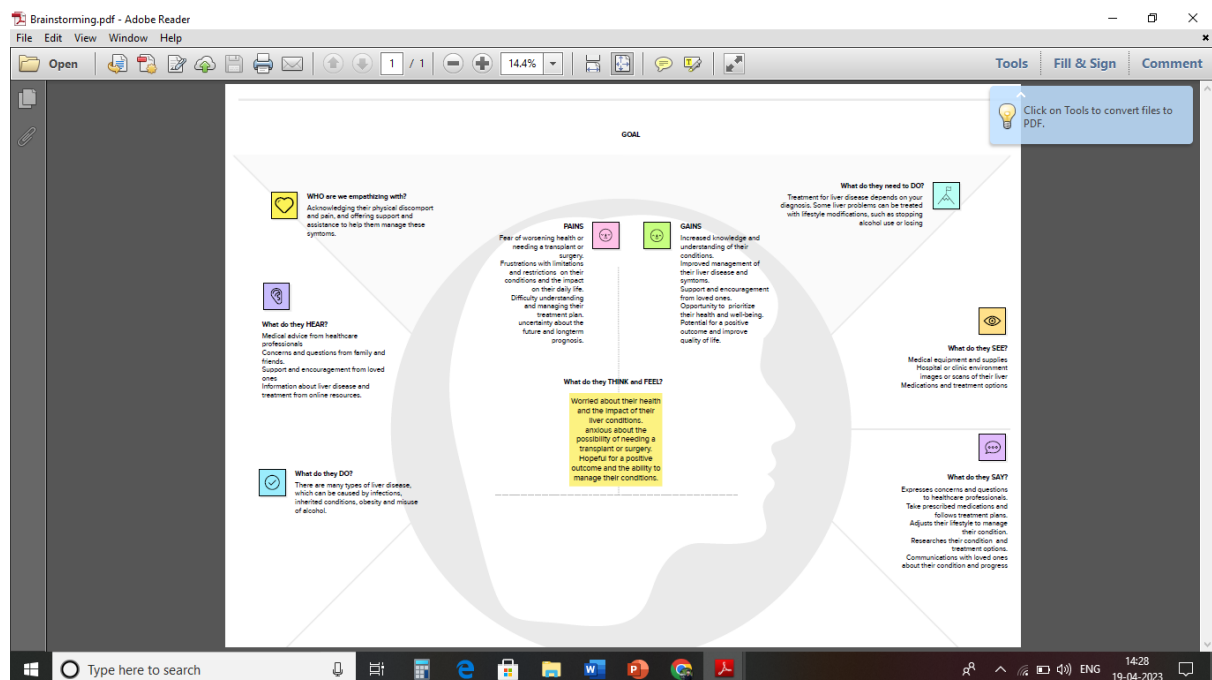 Brainstorming.pdf - Adobe Reader
File Edit View Window Help
Open 1 / 1 14.4% Tools Fill & Sign Comment
Click on Tools to convert files to
PDF.
GOAL
WHO are we empathizing with?
Acknowledging their physical discomport
and pain, and offering support and
assistance to help them manage these
symtoms.
What do they need to DO?
Treatment for liver disease depends on your
diagnosis. Some liver problems can be treated
with lifestyle modifications, such as stopping
alcohol use or losing
PAINS
Fear of worsening health or
needing a transplant or
surgery.
Frustrations with limitations
and restrictions on their
conditions and the impact
on their daily life.
Difficulty understanding
and managing their
treatment plan.
uncertainty about the
future and longterm
prognosis.
GAINS
Increased knowledge and
understanding of their
conditions.
Improved management of
their liver disease and
symtoms.
Support and encouragement
from loved ones.
Opportunity to prioritize
their health and well-being.
Potential for a positive
outcome and improve
quality of life.
What do they HEAR?
Medical advice from healthcare
professionals
Concerns and questions from family and
friends.
Support and encouragement from loved
ones
Information about liver disease and
treatment from online resources.
What do they SEE?
Medical equipment and supplies
Hospital or clinic environment
images or scans of their liver
Medications and treatment options
What do they THINK and FEEL?
Worried about their health
and the impact of their
liver conditions.
anxious about the
possibility of needing a
transplant or surgery.
Hopeful for a positive
outcome and the ability to
manage their conditions.
What do they DO?
There are many types of liver disease,
which can be caused by infections,
inherited conditions, obesity and misuse
of alcohol.
What do they SAY?
Expresses concerns and questions
to healthcare professionals.
Take prescribed medications and
follows treatment plans.
Adjusts their lifestyle to manage
their condition.
Researches their condition and
treatment options.
Communications with loved ones
about their condition and progress
Type here to search
ENG
14:28
19-04-2023